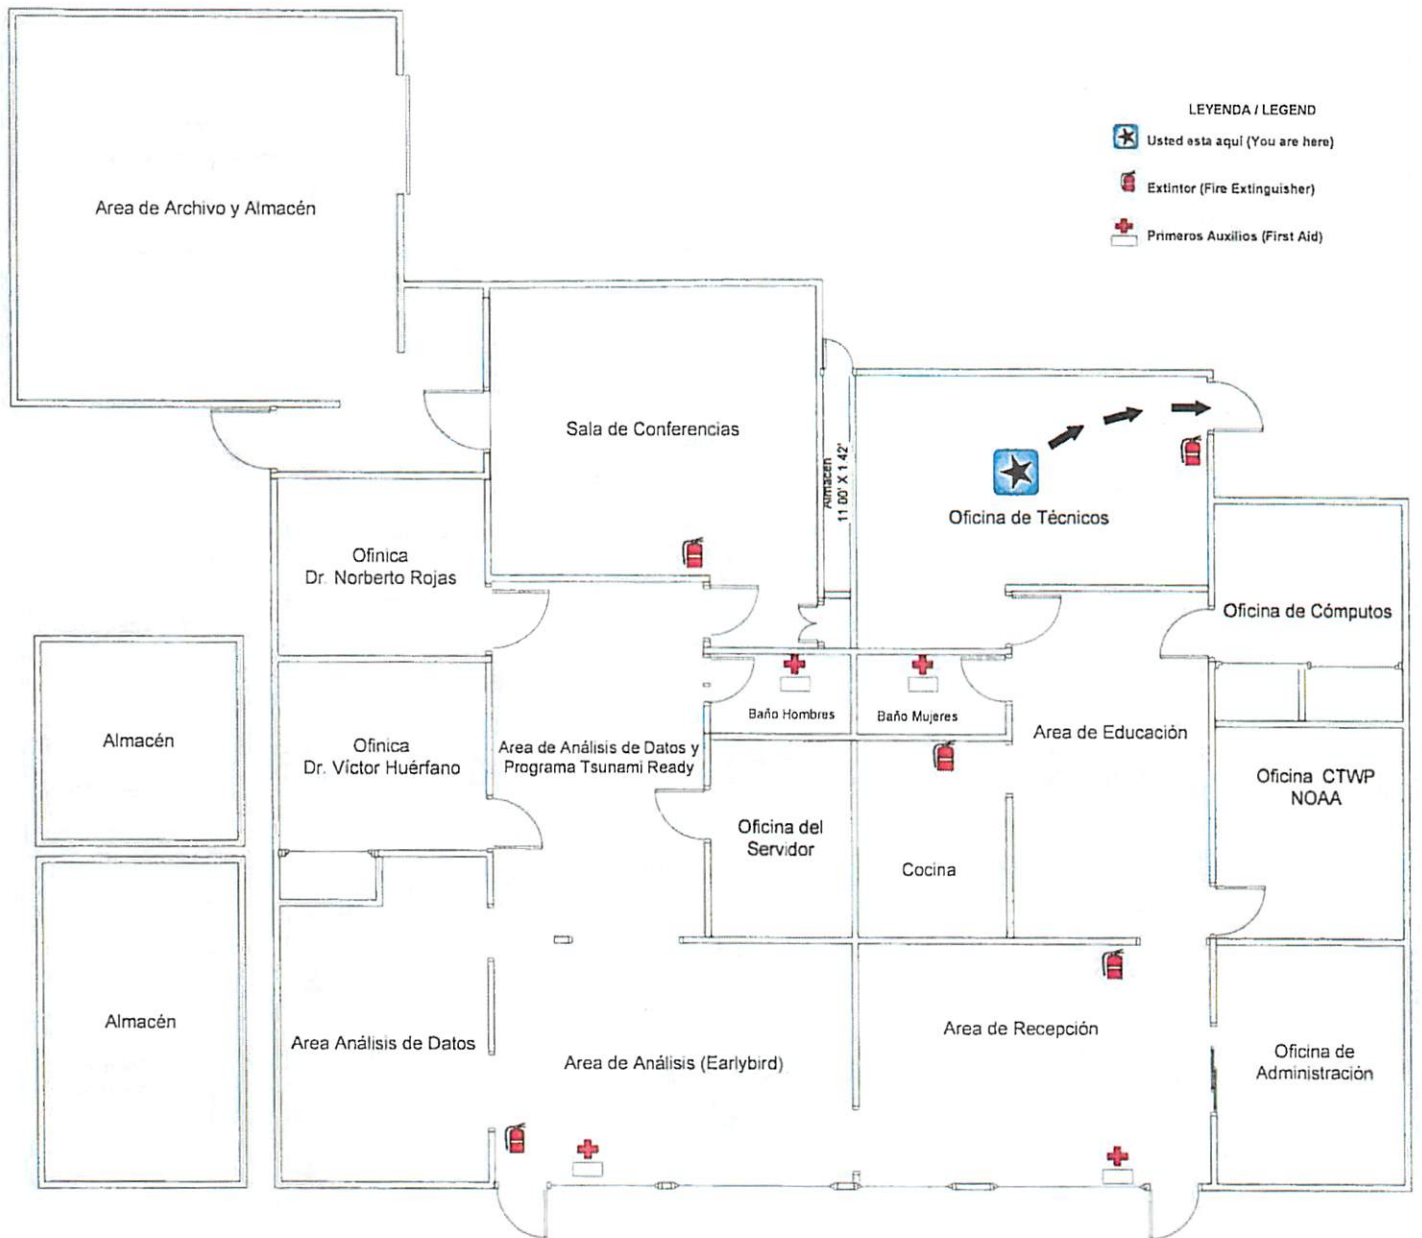 LEYENDA / LEGEND
Usted esta aquí (You are here)
Extintor (Fire Extinguisher)
Primeros Auxilios (First Aid)
Area de Archivo y Almacén
Sala de Conferencias
Almacén
11 00' X 1.42'
Oficina de Técnicos
Ofinica
Dr. Norberto Rojas
Oficina de Cómputos
Almacén
Ofinica
Dr. Víctor Huérfano
Area de Análisis de Datos y
Programa Tsunami Ready
Baño Hombres
Baño Mujeres
Area de Educación
Oficina CTWP
NOAA
Oficina del
Servidor
Cocina
Almacén
Area Análisis de Datos
Area de Análisis (Earlybird)
Area de Recepción
Oficina de
Administración